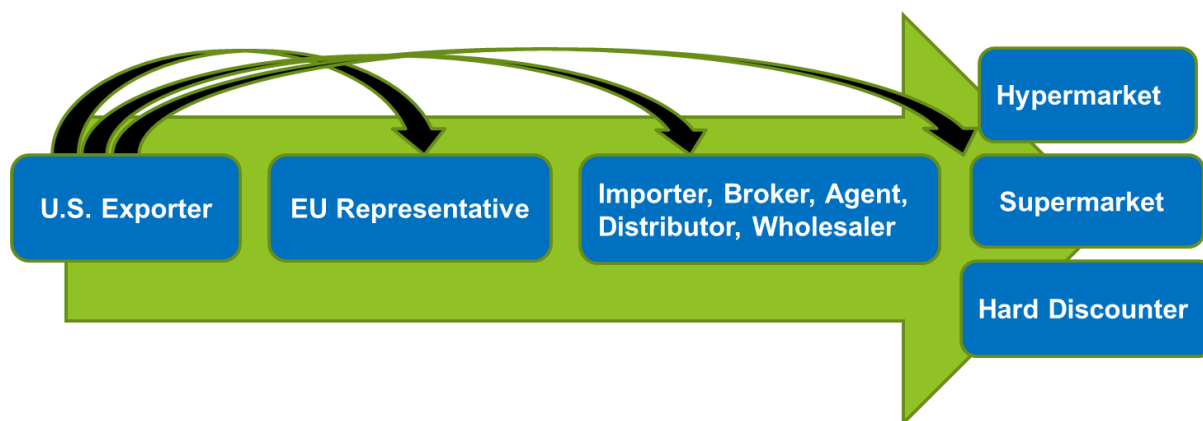 U.S. Exporter
EU Representative
Importer, Broker, Agent,
Distributor, Wholesaler
Hypermarket
Supermarket
Hard Discounter